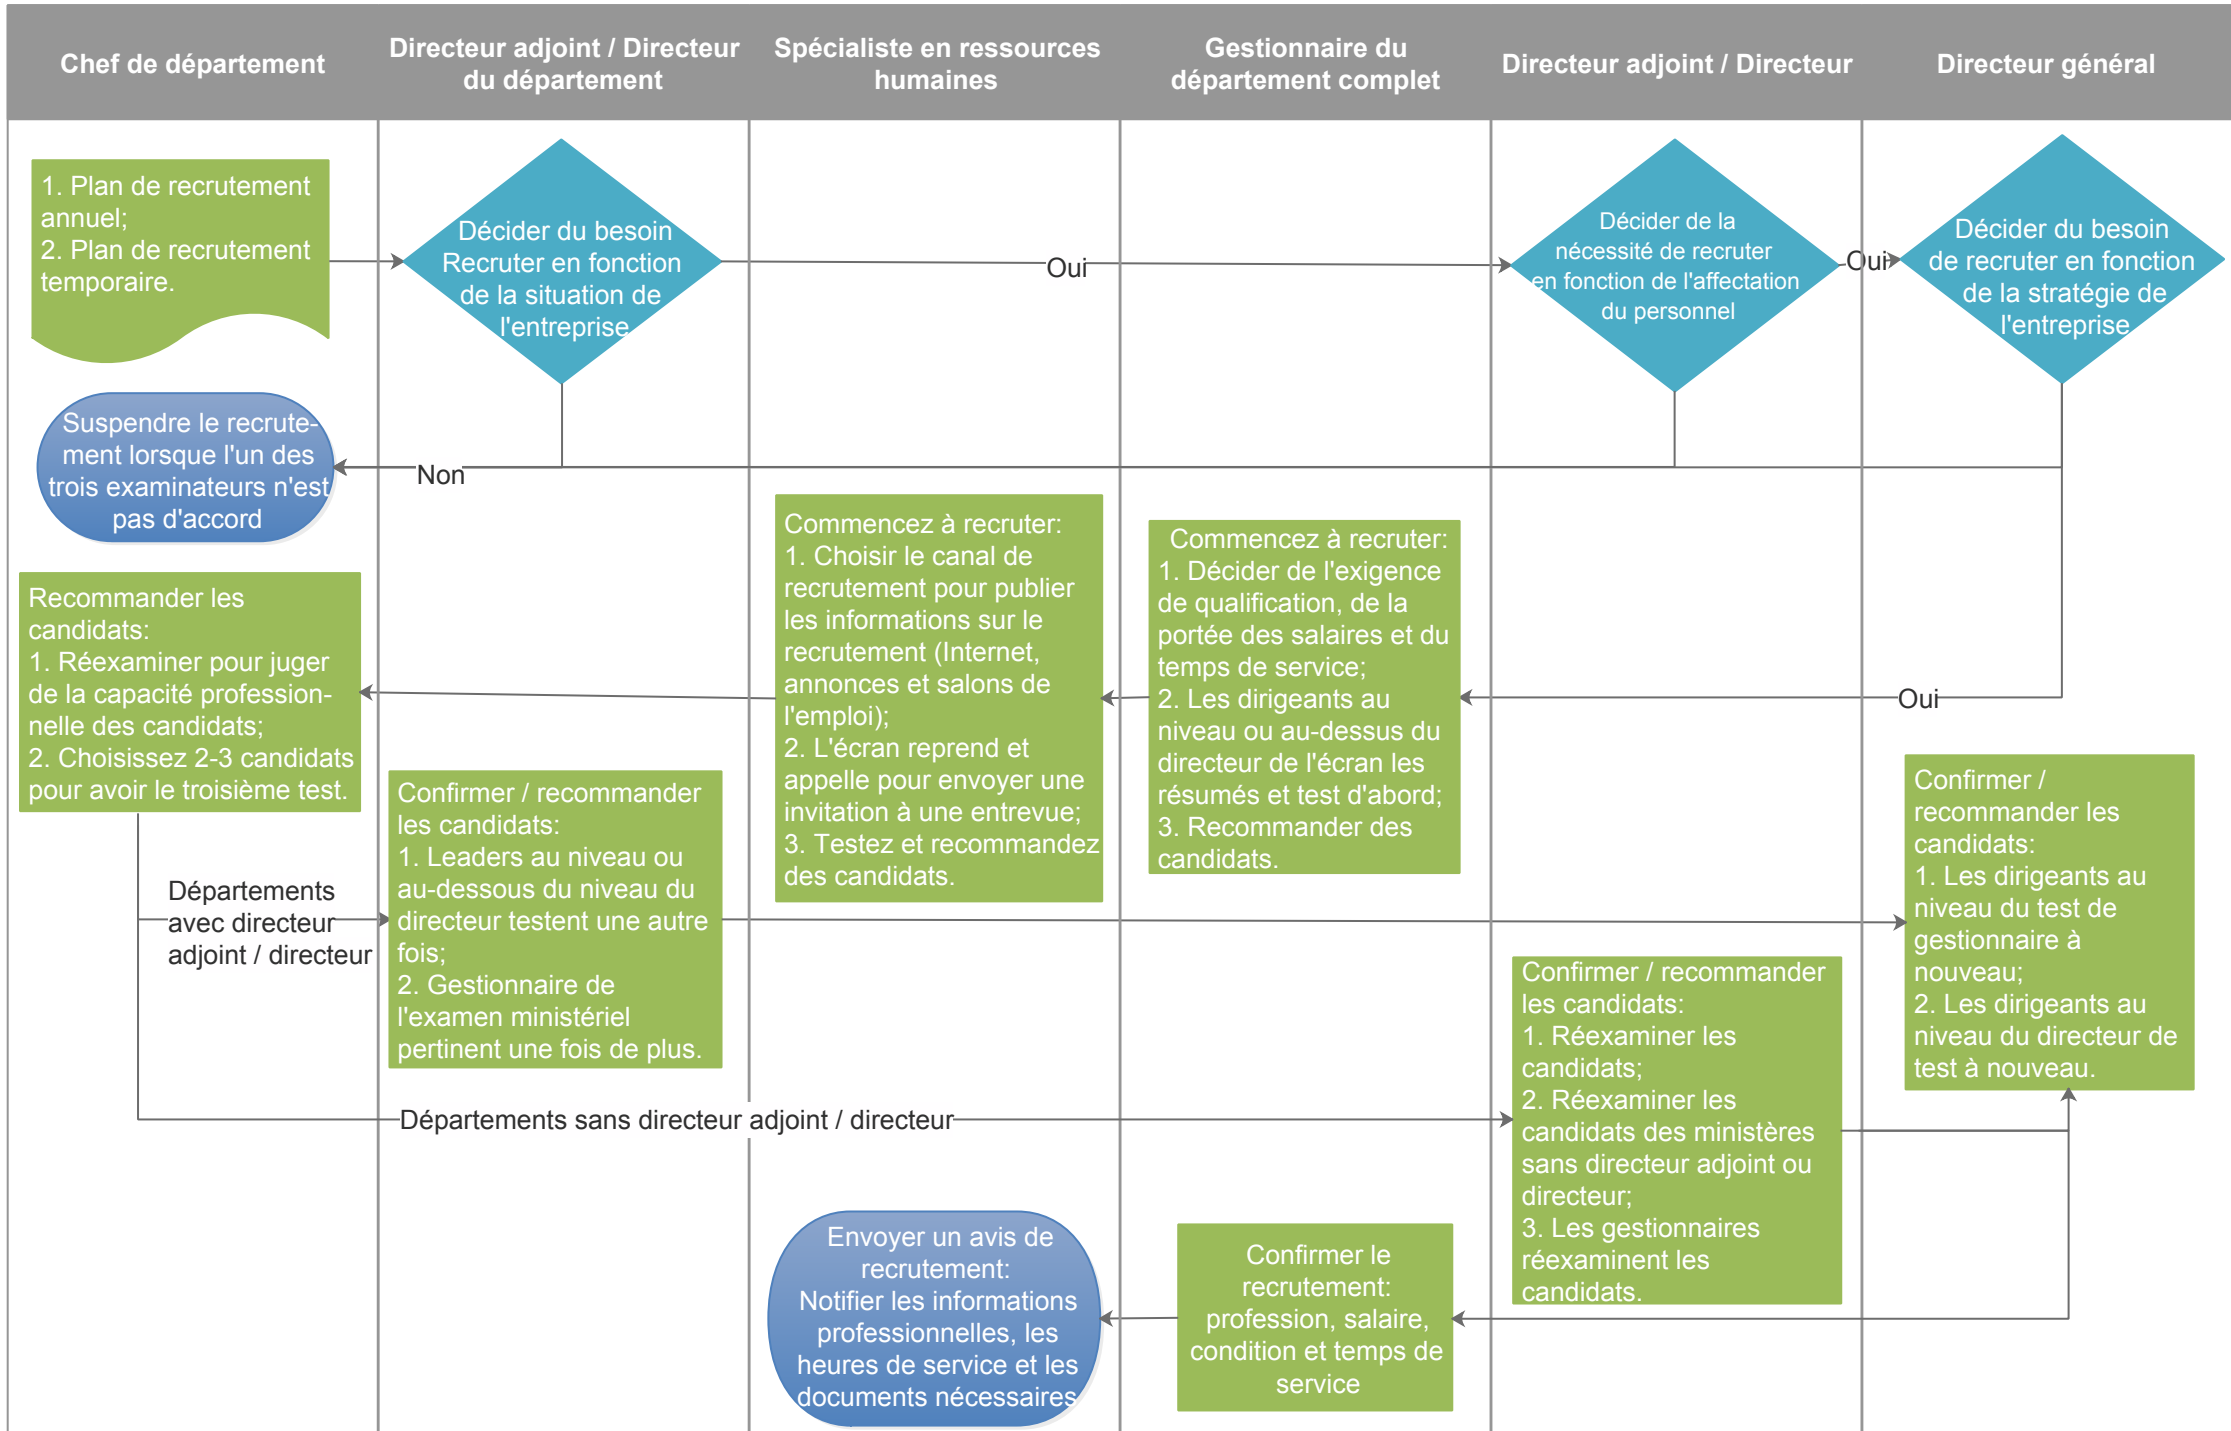 Chef de département
Directeur adjoint / Directeur
du département
Spécialiste en ressources
humaines
Gestionnaire du
département complet
Directeur adjoint / Directeur
Directeur général
1. Plan de recrutement
annuel;
2. Plan de recrutement
temporaire.
Décider du besoin
Recruter en fonction
de la situation de
l'entreprise
Oui
Décider de la
nécessité de recruter
en fonction de l'affectation
du personnel
Oui
Décider du besoin
de recruter en fonction
de la stratégie de
l'entreprise
Suspendre le recrute-
ment lorsque l'un des
trois examinateurs n'est
pas d'accord
Non
Recommander les
candidats:
1. Réexaminer pour juger
de la capacité profession-
nelle des candidats;
2. Choisissez 2-3 candidats
pour avoir le troisième test.
Commencez à recruter:
1. Choisir le canal de
recrutement pour publier
les informations sur le
recrutement (Internet,
annonces et salons de
l'emploi);
2. L'écran reprend et
appelle pour envoyer une
invitation à une entrevue;
3. Testez et recommandez
des candidats.
Commencez à recruter:
1. Décider de l'exigence
de qualification, de la
portée des salaires et du
temps de service;
2. Les dirigeants au
niveau ou au-dessus du
directeur de l'écran les
résumés et test d'abord;
3. Recommander des
candidats.
Oui
Départements
avec directeur
adjoint / directeur
Confirmer / recommander
les candidats:
1. Leaders au niveau ou
au-dessous du niveau du
directeur testent une autre
fois;
2. Gestionnaire de
l'examen ministériel
pertinent une fois de plus.
Confirmer /
recommander les
candidats:
1. Les dirigeants au
niveau du test de
gestionnaire à
nouveau;
2. Les dirigeants au
niveau du directeur de
test à nouveau.
Départements sans directeur adjoint / directeur
Confirmer / recommander
les candidats:
1. Réexaminer les
candidats;
2. Réexaminer les
candidats des ministères
sans directeur adjoint ou
directeur;
3. Les gestionnaires
réexaminent les
candidats.
Envoyer un avis de
recrutement:
Notifier les informations
professionnelles, les
heures de service et les
documents nécessaires
Confirmer le
recrutement:
profession, salaire,
condition et temps de
service